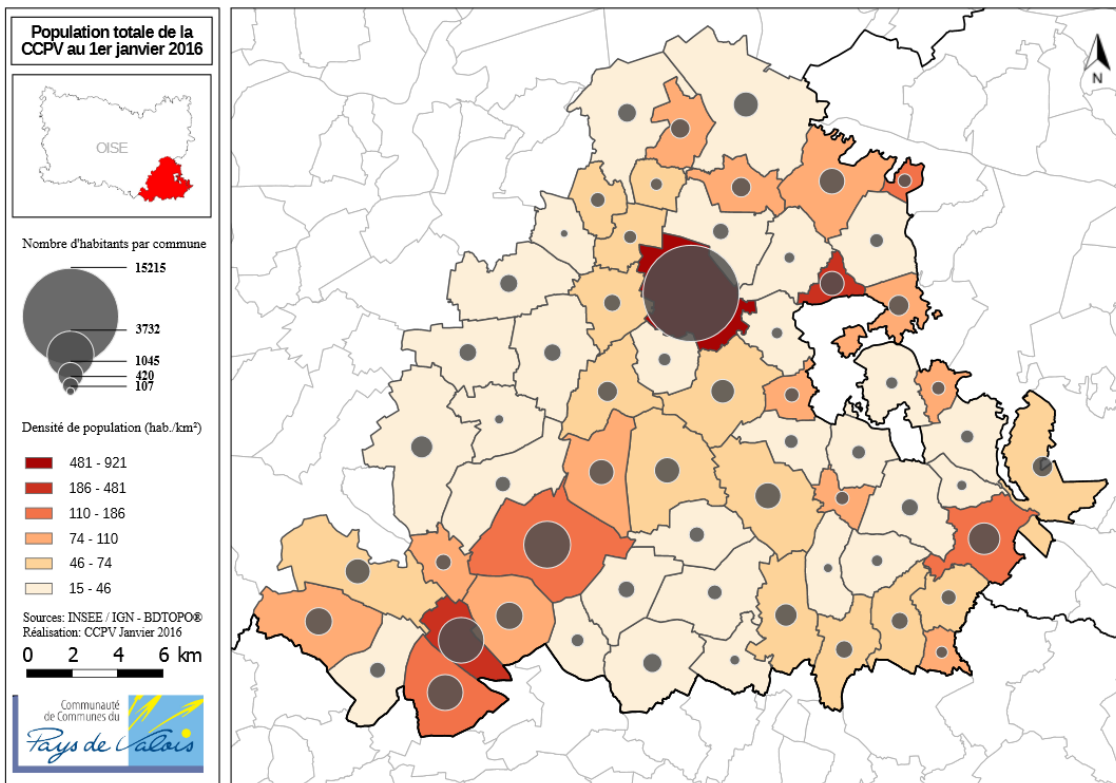 Population totale de la
CCPV au 1er janvier 2016
OISE
Nombre d'habitants par commune
15215
3732
1045
420
107
Densité de population (hab./km²)
481 - 921
186 - 481
110 - 186
74 - 110
46 - 74
15 - 46
Sources: INSEE / IGN - BDTOPO®
Réalisation: CCPV Janvier 2016
0 2 4 6 km
Communauté
de Communes du
Pays de Valois
N